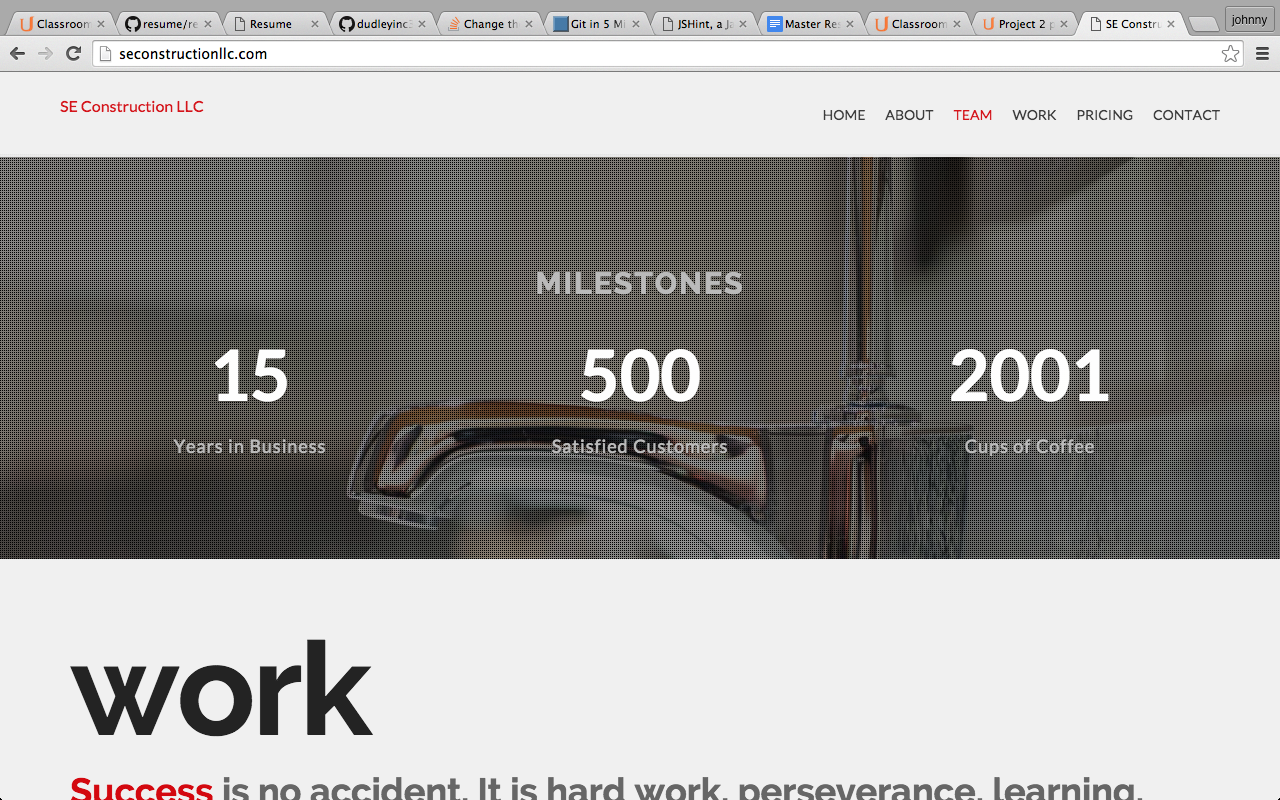 Classroom
resume/re
Resume
dudleyinc3
Change th
Git in 5 Mi
JSHint, a Ja
Master Res
Classroom
Project 2 p
SE Constru
johnny
seconstructionllc.com
SE Construction LLC
HOME ABOUT TEAM WORK PRICING CONTACT
MILESTONES
15 500 2001
Years in Business Satisfied Customers Cups of Coffee
work
Success is no accident. It is hard work, perseverance, learning,